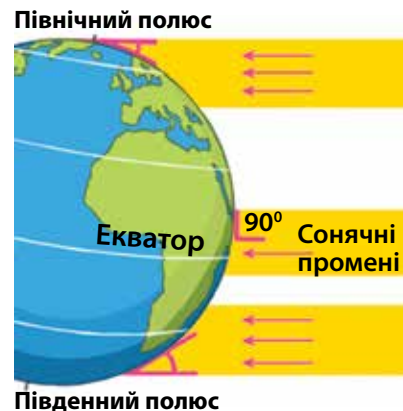 Північний полюс
90⁰
Екватор
Сонячні
промені
Південний полюс